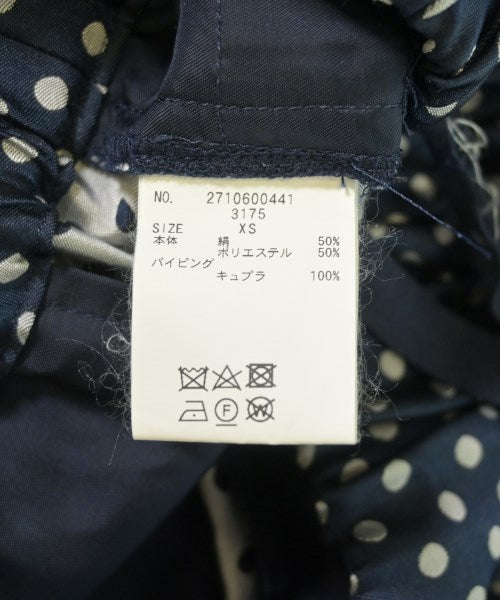 NO. 2710600441
3175
SIZE XS
本体 絹 50%
ポリエステル 50%
パイピング
キュプラ 100%
F W